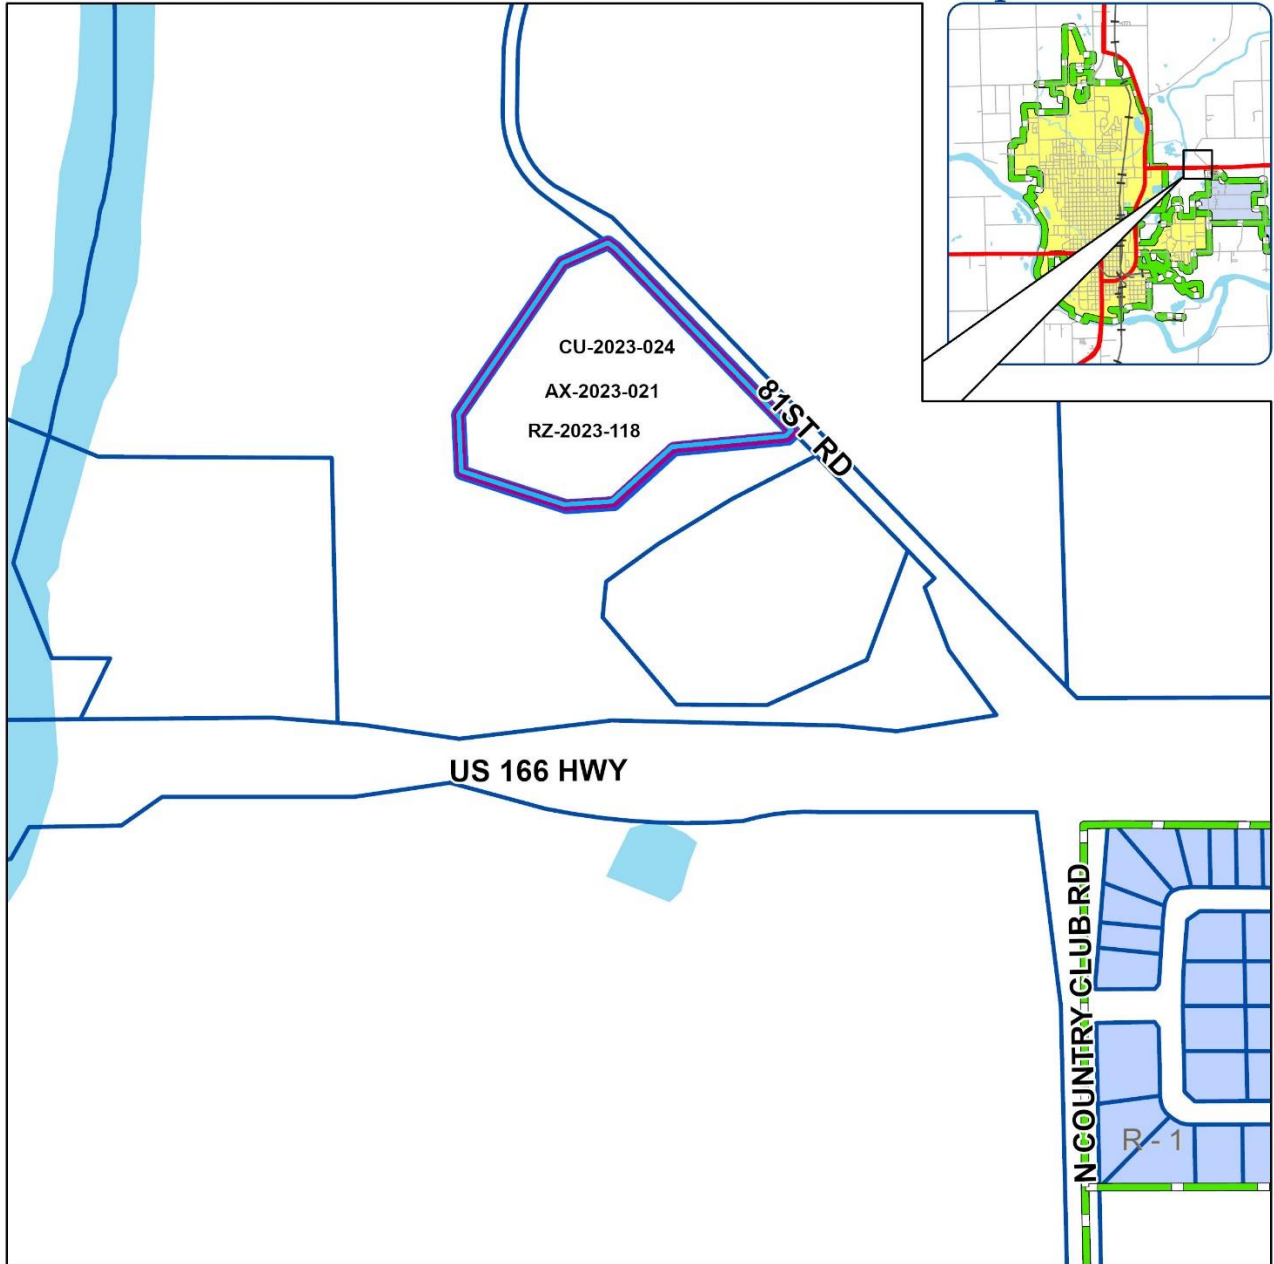 CU-2023-024
AX-2023-021
RZ-2023-118
81ST RD
US 166 HWY
N COUNTRY CLUB RD
R - 1